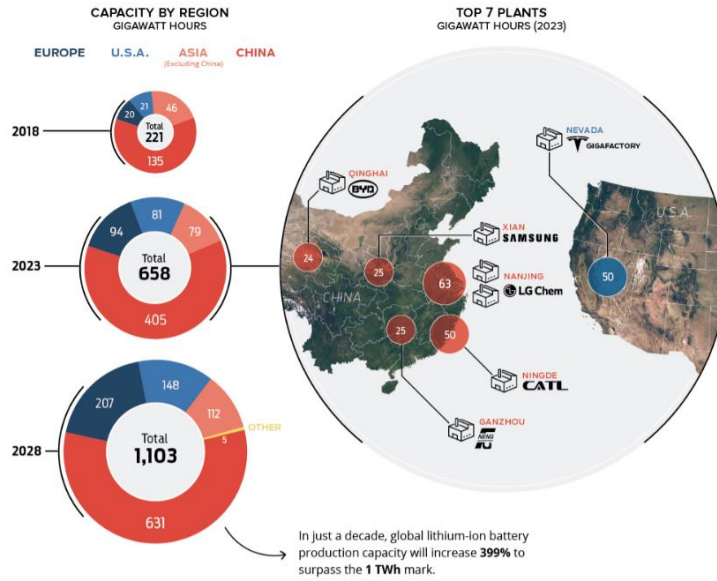 CAPACITY BY REGION
GIGAWATT HOURS
EUROPE U.S.A. ASIA CHINA
(Excluding China)
2018
20
21
46
Total
221
135
2023
94
81
79
Total
658
405
2028
207
148
112
OTHER
5
Total
1,103
631
TOP 7 PLANTS
GIGAWATT HOURS (2023)
NEVADA
T GIGAFACTORY
QINGHAI
BYD
U.S.A.
XIAN
SAMSUNG
24
25
NANJING
LG Chem
63
50
CHINA
25
50
NINGDE
CATL
GANZHOU
NENG
In just a decade, global lithium-ion battery
production capacity will increase 399% to
surpass the 1 TWh mark.